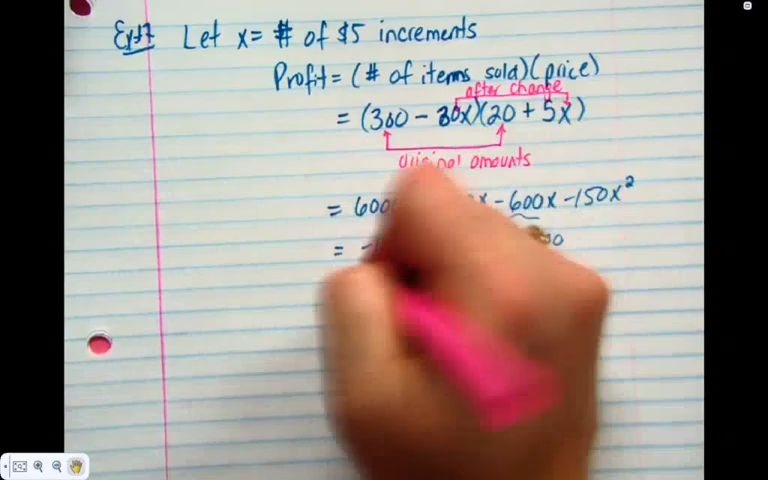 Ex#7 Let x = # of $5 increments
Profit = (# of items sold)(price)
after change
= (300 - 30x)(20 + 5x)
original amounts
= 600 x - 600x - 150x²
= -